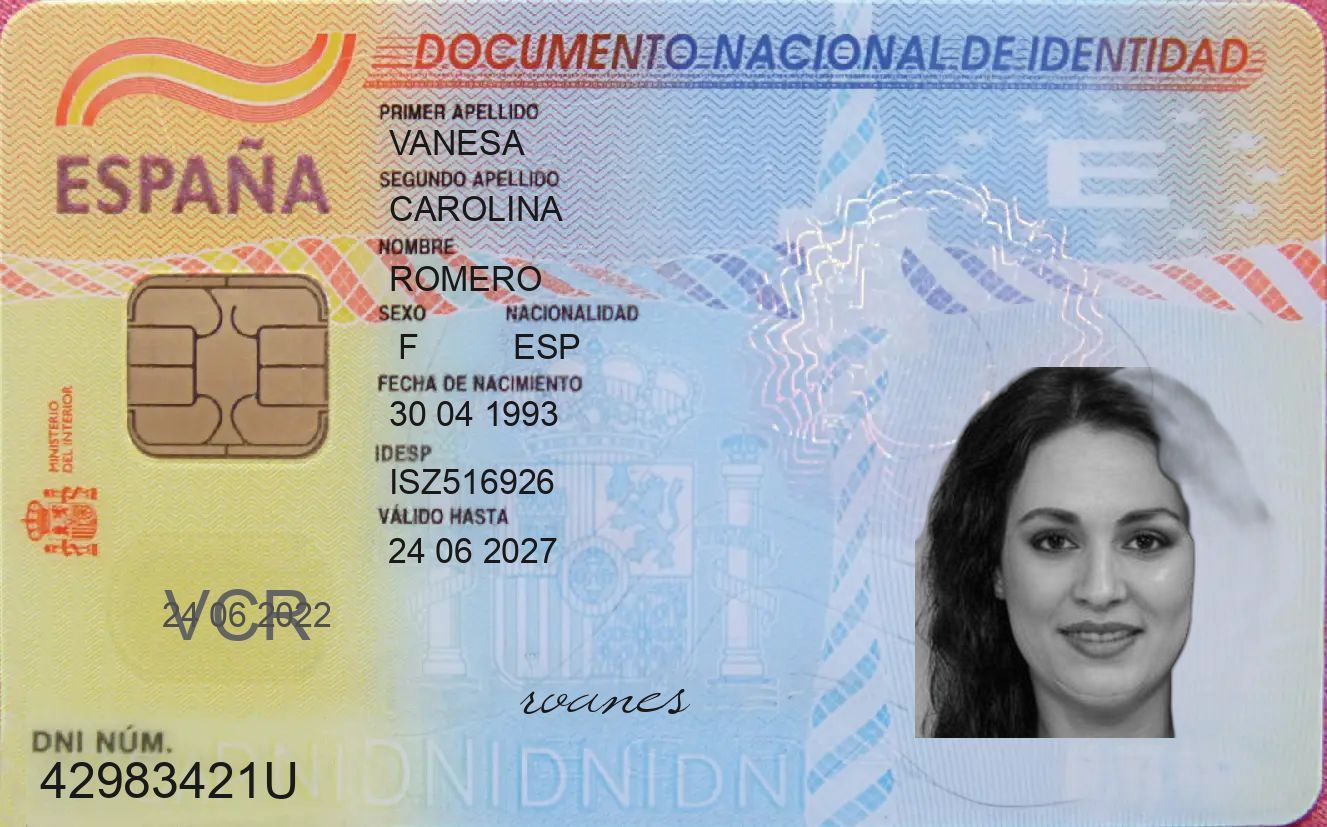 DOCUMENTO NACIONAL DE IDENTIDAD
ESPAÑA
PRIMER APELLIDO
VANESA
SEGUNDO APELLIDO
CAROLINA
NOMBRE
ROMERO
SEXO NACIONALIDAD
F ESP
FECHA DE NACIMIENTO
30 04 1993
IDESP
ISZ516926
VÁLIDO HASTA
24 06 2027
MINISTERIO
DEL INTERIOR
E
VCR
24 06 2022
rvanes
DNI NÚM.
42983421U
DNIDNIDNIDNI